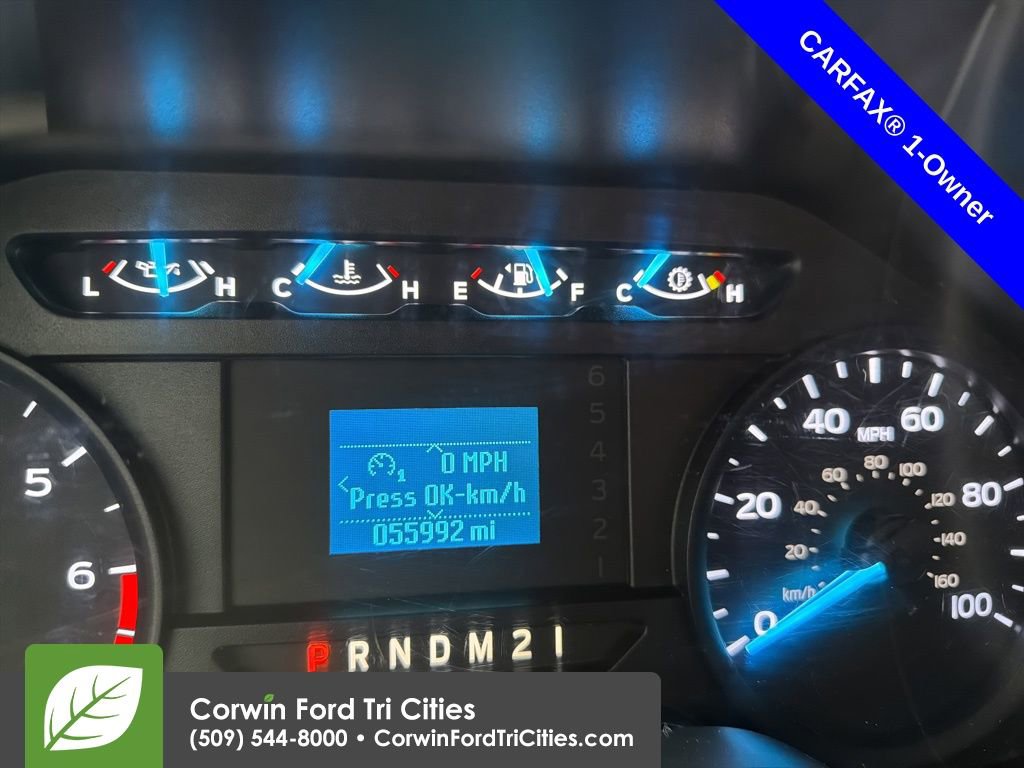 CARFAX® 1-Owner
L H C H E F C H
6
5
4
3
2
1
0 MPH
Press OK-km/h
055992 mi
5
6
40 60
MPH
20 80
0 100
60 80 100
40 120
20 140
km/h 160
P R N D M 2 1
Corwin Ford Tri Cities
(509) 544-8000 • CorwinFordTriCities.com